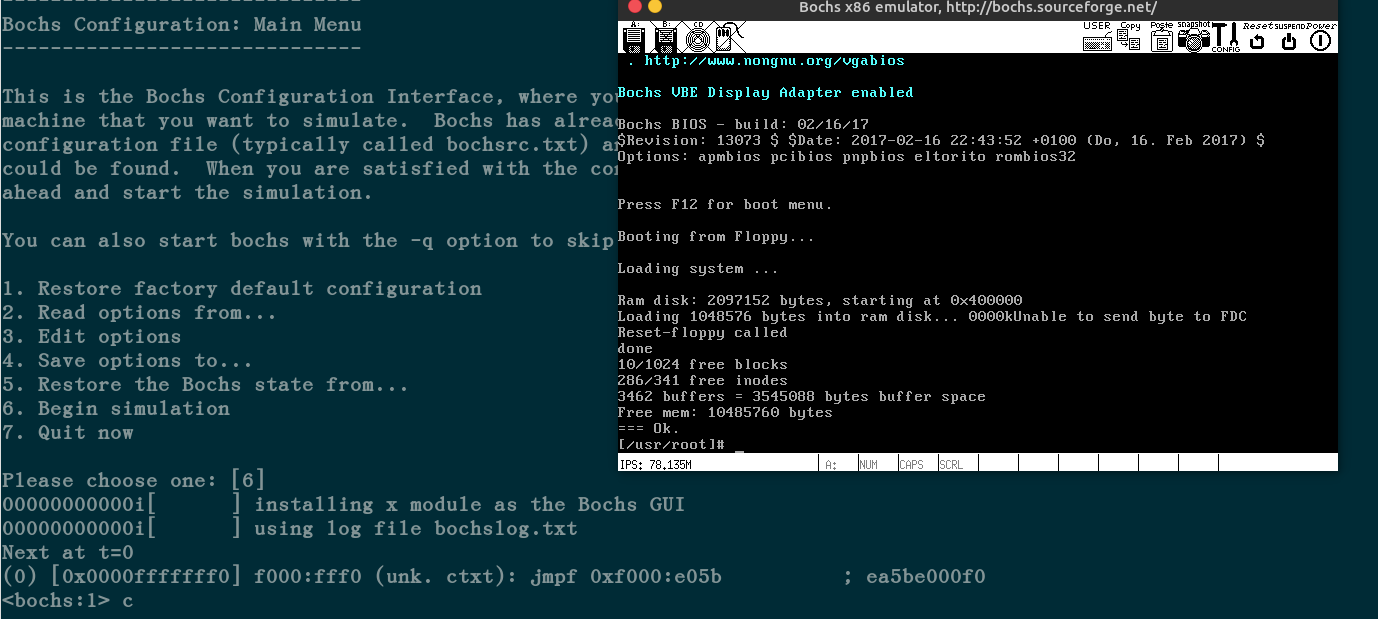 ------------------------------
Bochs Configuration: Main Menu
------------------------------
This is the Bochs Configuration Interface, where yo
machine that you want to simulate.  Bochs has alrea
configuration file (typically called bochsrc.txt) a
could be found.  When you are satisfied with the co
ahead and start the simulation.
You can also start bochs with the -q option to skip
1. Restore factory default configuration
2. Read options from...
3. Edit options
4. Save options to...
5. Restore the Bochs state from...
6. Begin simulation
7. Quit now
Please choose one: [6]
00000000000i[      ] installing x module as the Bochs GUI
00000000000i[      ] using log file bochslog.txt
Next at t=0
(0) [0x0000fffffff0] f000:fff0 (unk. ctxt): jmpf 0xf000:e05b          ; ea5be000f0
<bochs:1> c
Bochs x86 emulator, http://bochs.sourceforge.net/
A: B: CD USER Copy Paste snapshot CONFIG Reset SUSPEND Power
. http://www.nongnu.org/vgabios
Bochs VBE Display Adapter enabled
Bochs BIOS - build: 02/16/17
$Revision: 13073 $ $Date: 2017-02-16 22:43:52 +0100 (Do, 16. Feb 2017) $
Options: apmbios pcibios pnpbios eltorito rombios32
Press F12 for boot menu.
Booting from Floppy...
Loading system ...
Ram disk: 2097152 bytes, starting at 0x400000
Loading 1048576 bytes into ram disk... 0000kUnable to send byte to FDC
Reset-floppy called
done
10/1024 free blocks
286/341 free inodes
3462 buffers = 3545088 bytes buffer space
Free mem: 10485760 bytes
=== Ok.
[/usr/root]# _
IPS: 78.135M A: NUM CAPS SCRL